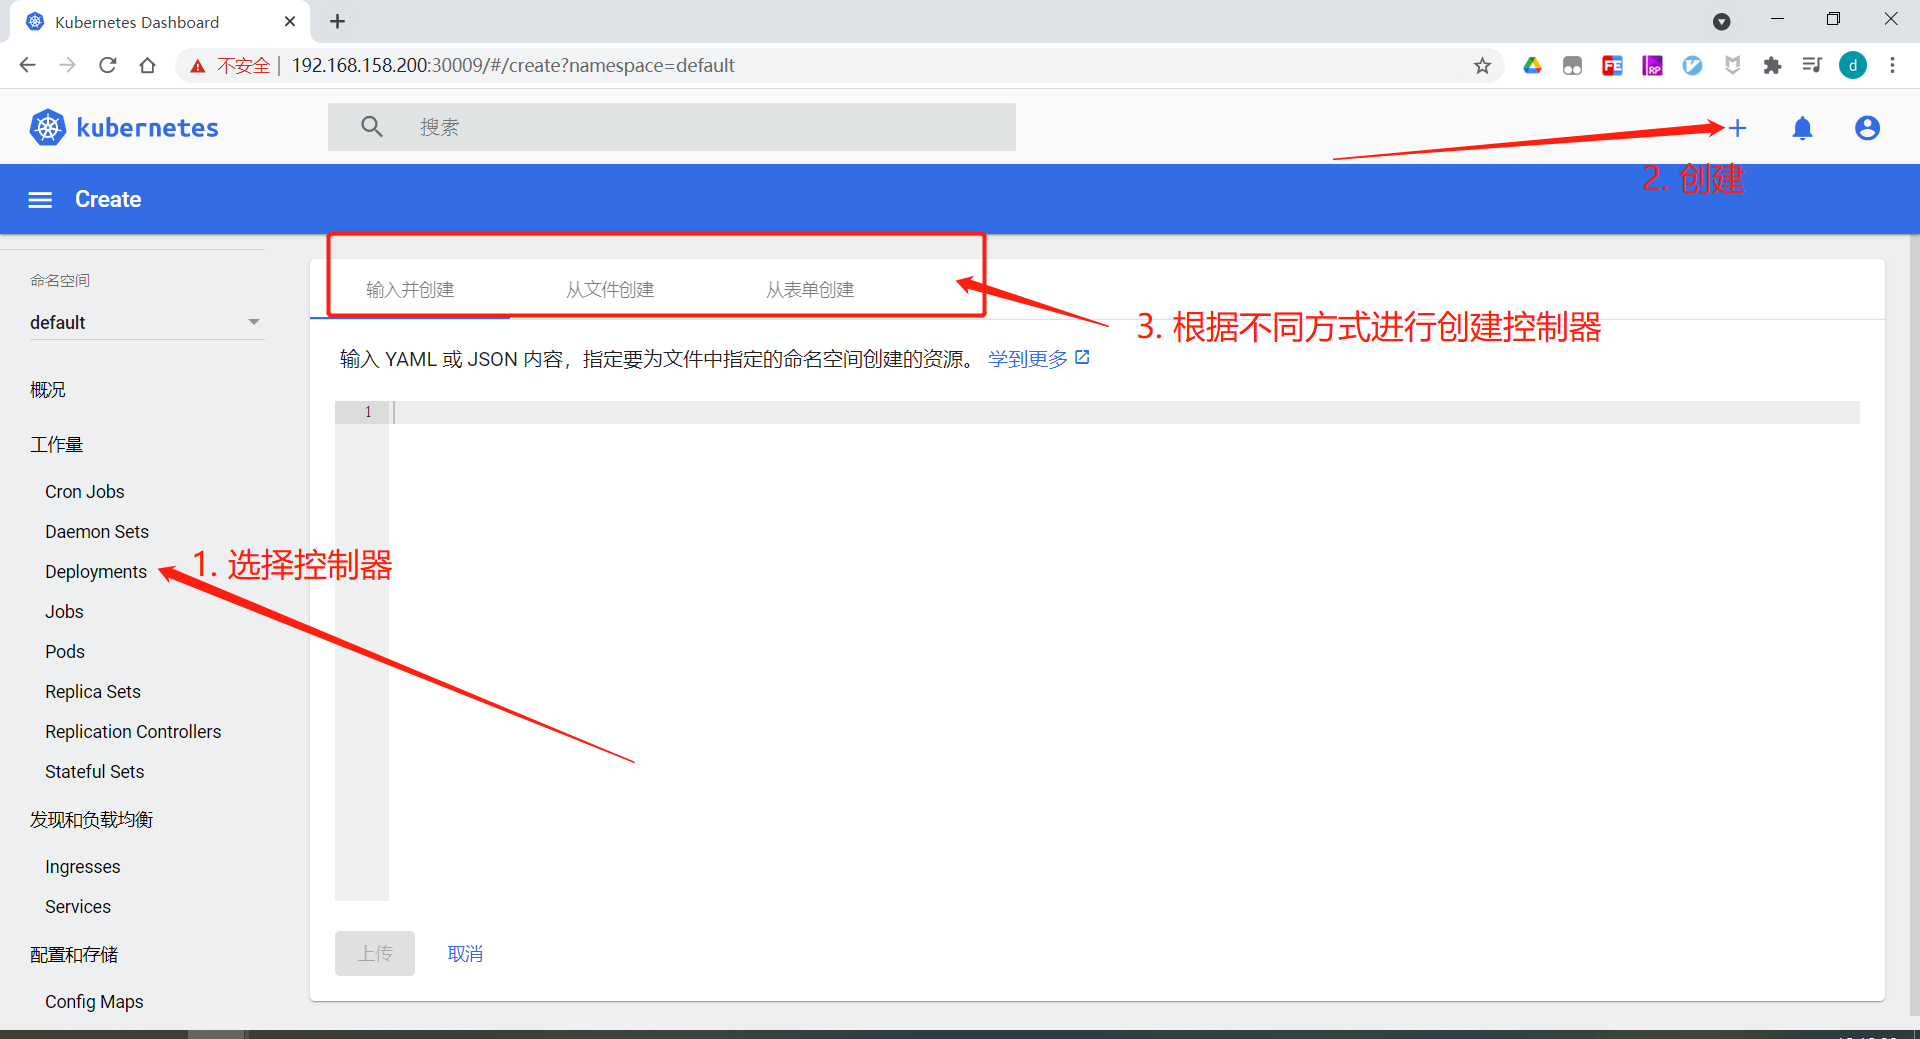 Kubernetes Dashboard
不安全 192.168.158.200:30009/#/create?namespace=default
d
kubernetes
搜索
2. 创建
Create
命名空间
default
概况
工作量
Cron Jobs
Daemon Sets
Deployments
Jobs
Pods
Replica Sets
Replication Controllers
Stateful Sets
发现和负载均衡
Ingresses
Services
配置和存储
Config Maps
1. 选择控制器
输入并创建
从文件创建
从表单创建
3. 根据不同方式进行创建控制器
输入 YAML 或 JSON 内容，指定要为文件中指定的命名空间创建的资源。 学到更多
1
上传
取消